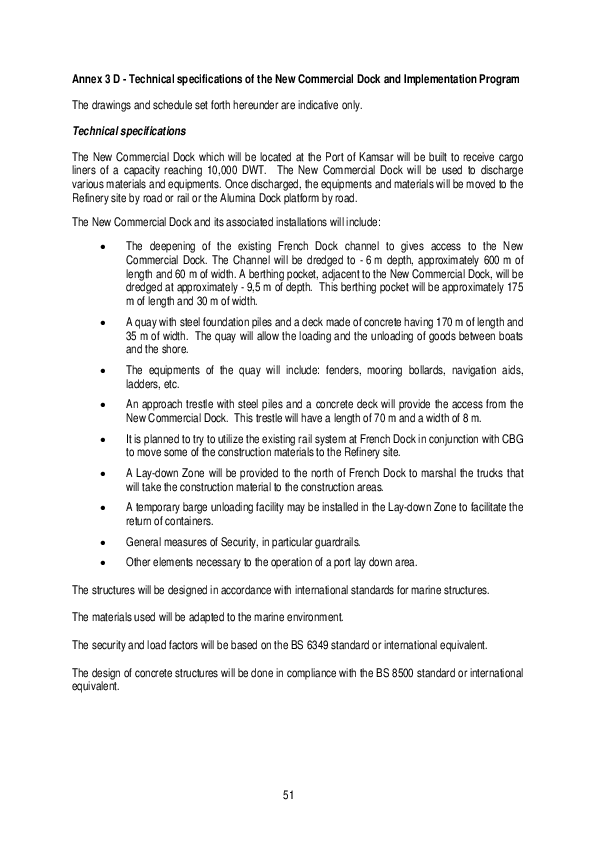 Annex 3 D - Technical specifications of the New Commercial Dock and Implementation Program
The drawings and schedule set forth hereunder are indicative only.
Technical specifications
The New Commercial Dock which will be located at the Port of Kamsar will be built to receive cargo
liners of a capacity reaching 10,000 DWT. The New Commercial Dock will be used to discharge
various materials and equipments. Once discharged, the equipments and materials will be moved to the
Refinery site by road or rail or the Alumina Dock platform by road.
The New Commercial Dock and its associated installations will include:
• The deepening of the existing French Dock channel to gives access to the New
Commercial Dock. The Channel will be dredged to - 6 m depth, approximately 600 m of
length and 60 m of width. A berthing pocket, adjacent to the New Commercial Dock, will be
dredged at approximately - 9,5 m of depth. This berthing pocket will be approximately 175
m of length and 30 m of width.
• A quay with steel foundation piles and a deck made of concrete having 170 m of length and
35 m of width. The quay will allow the loading and the unloading of goods between boats
and the shore.
• The equipments of the quay will include: fenders, mooring bollards, navigation aids,
ladders, etc.
• An approach trestle with steel piles and a concrete deck will provide the access from the
New Commercial Dock. This trestle will have a length of 70 m and a width of 8 m.
• It is planned to try to utilize the existing rail system at French Dock in conjunction with CBG
to move some of the construction materials to the Refinery site.
• A Lay-down Zone will be provided to the north of French Dock to marshal the trucks that
will take the construction material to the construction areas.
• A temporary barge unloading facility may be installed in the Lay-down Zone to facilitate the
return of containers.
• General measures of Security, in particular guardrails.
• Other elements necessary to the operation of a port lay down area.
The structures will be designed in accordance with international standards for marine structures.
The materials used will be adapted to the marine environment.
The security and load factors will be based on the BS 6349 standard or international equivalent.
The design of concrete structures will be done in compliance with the BS 8500 standard or international
equivalent.
51